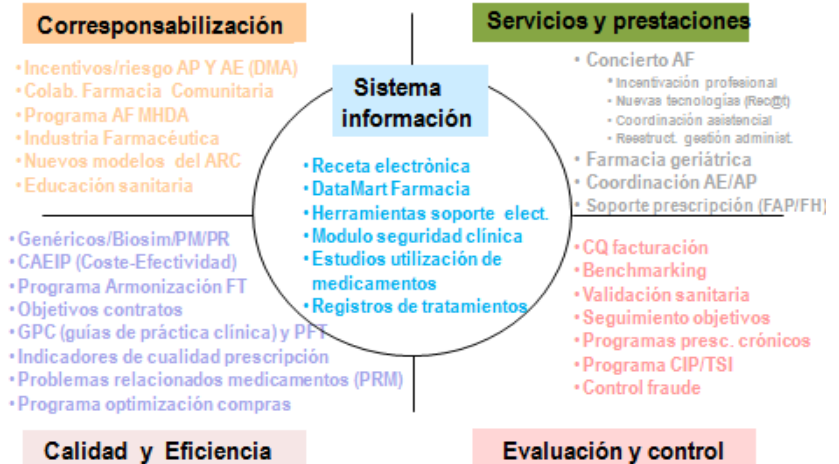 Corresponsabilización
• Incentivos/riesgo AP Y AE (DMA)
• Colab. Farmacia Comunitaria
• Programa AF MHDA
• Industria Farmacéutica
• Nuevos modelos del ARC
• Educación sanitaria
Servicios y prestaciones
• Concierto AF
• Incentivación profesional
• Nuevas tecnologías (Rec@t)
• Coordinación asistencial
• Reestruct. gestión administ.
• Farmacia geriátrica
• Coordinación AE/AP
• Soporte prescripción (FAP/FH)
Sistema
información
• Receta electrònica
• DataMart Farmacia
• Herramientas soporte elect.
• Modulo seguridad clínica
• Estudios utilización de
medicamentos
• Registros de tratamientos
• Genéricos/Biosim/PM/PR
• CAEIP (Coste-Efectividad)
• Programa Armonización FT
• Objetivos contratos
• GPC (guías de práctica clínica) y PFT
• Indicadores de cualidad prescripción
• Problemas relacionados medicamentos (PRM)
• Programa optimización compras
Calidad y Eficiencia
• CQ facturación
• Benchmarking
• Validación sanitaria
• Seguimiento objetivos
• Programas presc. crónicos
• Programa CIP/TSI
• Control fraude
Evaluación y control